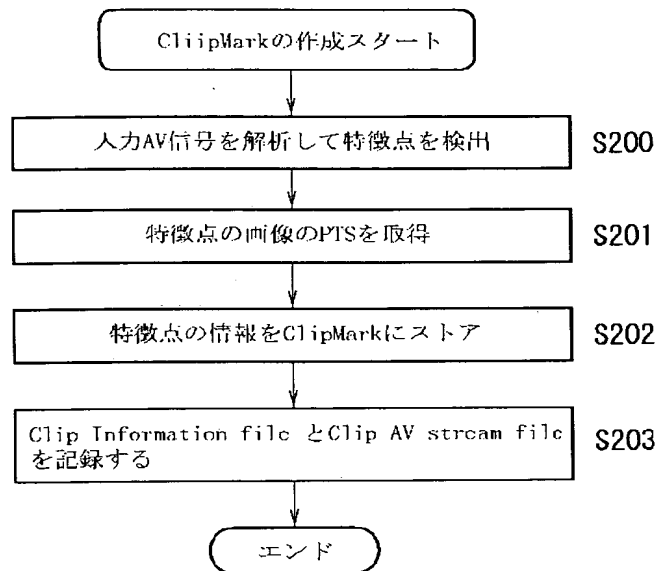 CliipMarkの作成スタート
入力AV信号を解析して特徴点を検出
S200
特徴点の画像のPTSを取得
S201
特徴点の情報をClipMarkにストア
S202
Clip Information file とClip AV stream file
を記録する
S203
エンド